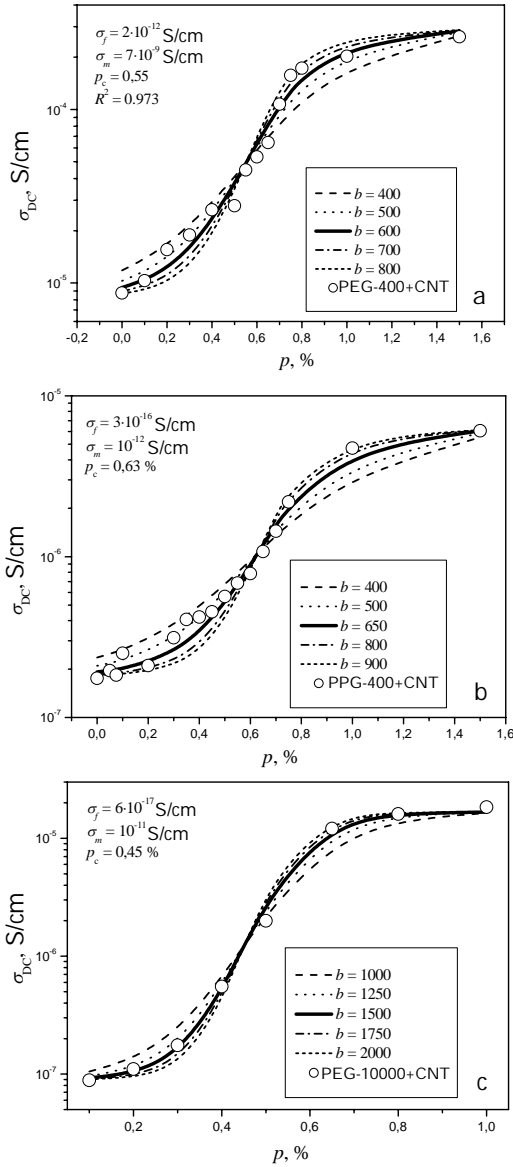 σf = 2·10⁻¹² S/cm
σm = 7·10⁻⁹ S/cm
pc = 0,55
R² = 0.973
10⁻⁴
10⁻⁵
σDC, S/cm
b = 400
b = 500
b = 600
b = 700
b = 800
PEG-400+CNT
a
-0,2 0,0 0,2 0,4 0,6 0,8 1,0 1,2 1,4 1,6
p, %
10⁻⁵
σf = 3·10⁻¹⁶ S/cm
σm = 10⁻¹² S/cm
pc = 0,63 %
10⁻⁶
10⁻⁷
σDC, S/cm
b = 400
b = 500
b = 650
b = 800
b = 900
PPG-400+CNT
b
0,0 0,2 0,4 0,6 0,8 1,0 1,2 1,4 1,6
p, %
σf = 6·10⁻¹⁷ S/cm
σm = 10⁻¹¹ S/cm
pc = 0,45 %
10⁻⁵
10⁻⁶
10⁻⁷
σDC, S/cm
b = 1000
b = 1250
b = 1500
b = 1750
b = 2000
PEG-10000+CNT
c
0,2 0,4 0,6 0,8 1,0
p, %